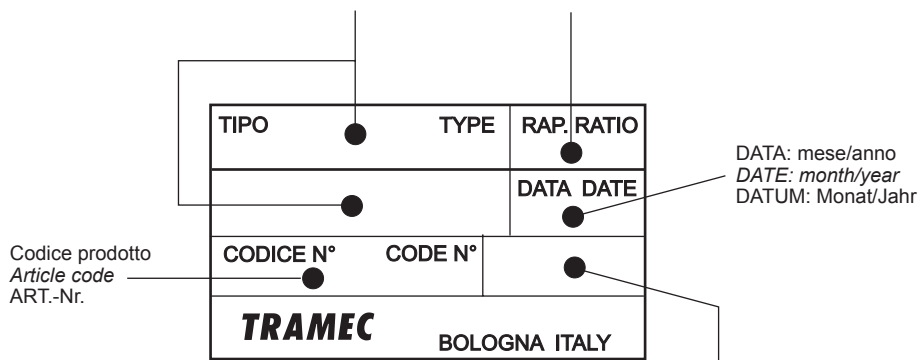 TIPO TYPE RAP. RATIO
DATA DATE
DATA: mese/anno
DATE: month/year
DATUM: Monat/Jahr
Codice prodotto
Article code
ART.-Nr.
CODICE N° CODE N°
TRAMEC BOLOGNA ITALY